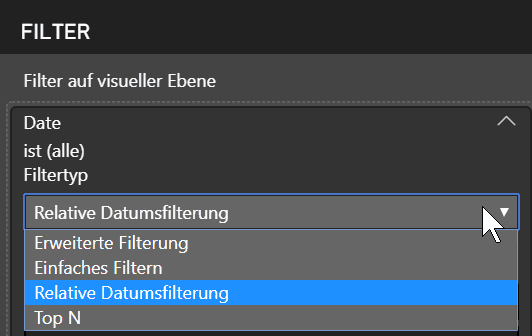 FILTER
Filter auf visueller Ebene
Date
ist (alle)
Filtertyp
Relative Datumsfilterung
Erweiterte Filterung
Einfaches Filtern
Relative Datumsfilterung
Top N